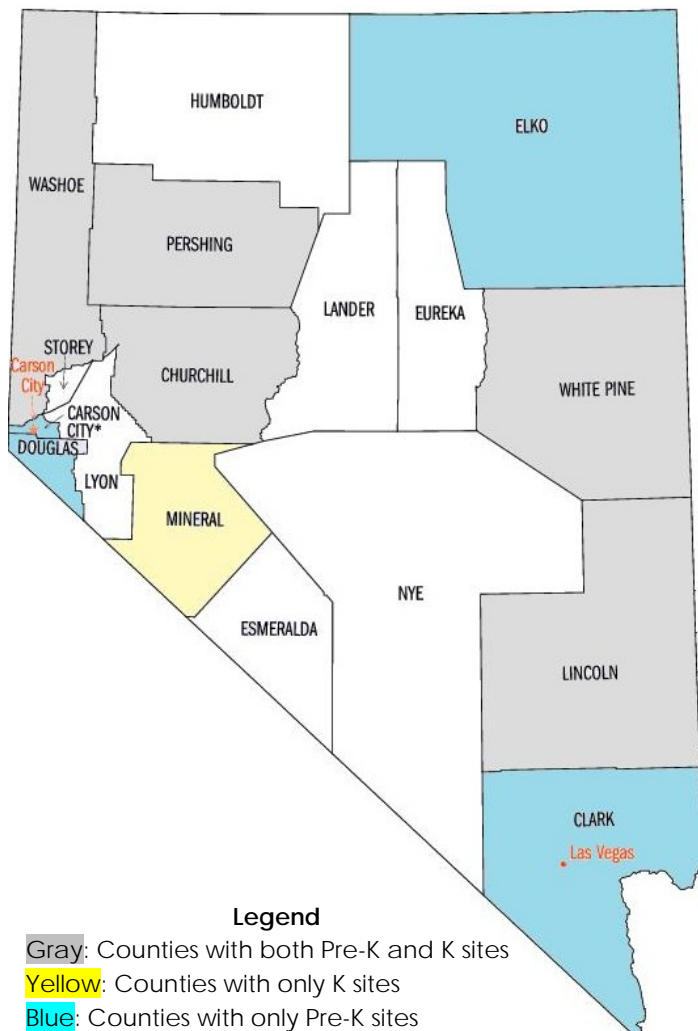 HUMBOLDT
ELKO
WASHOE
PERSHING
LANDER
EUREKA
STOREY
Carson
City
CHURCHILL
WHITE PINE
CARSON
CITY*
DOUGLAS
LYON
MINERAL
NYE
ESMERALDA
LINCOLN
CLARK
Las Vegas
Legend
Gray: Counties with both Pre-K and K sites
Yellow: Counties with only K sites
Blue: Counties with only Pre-K sites